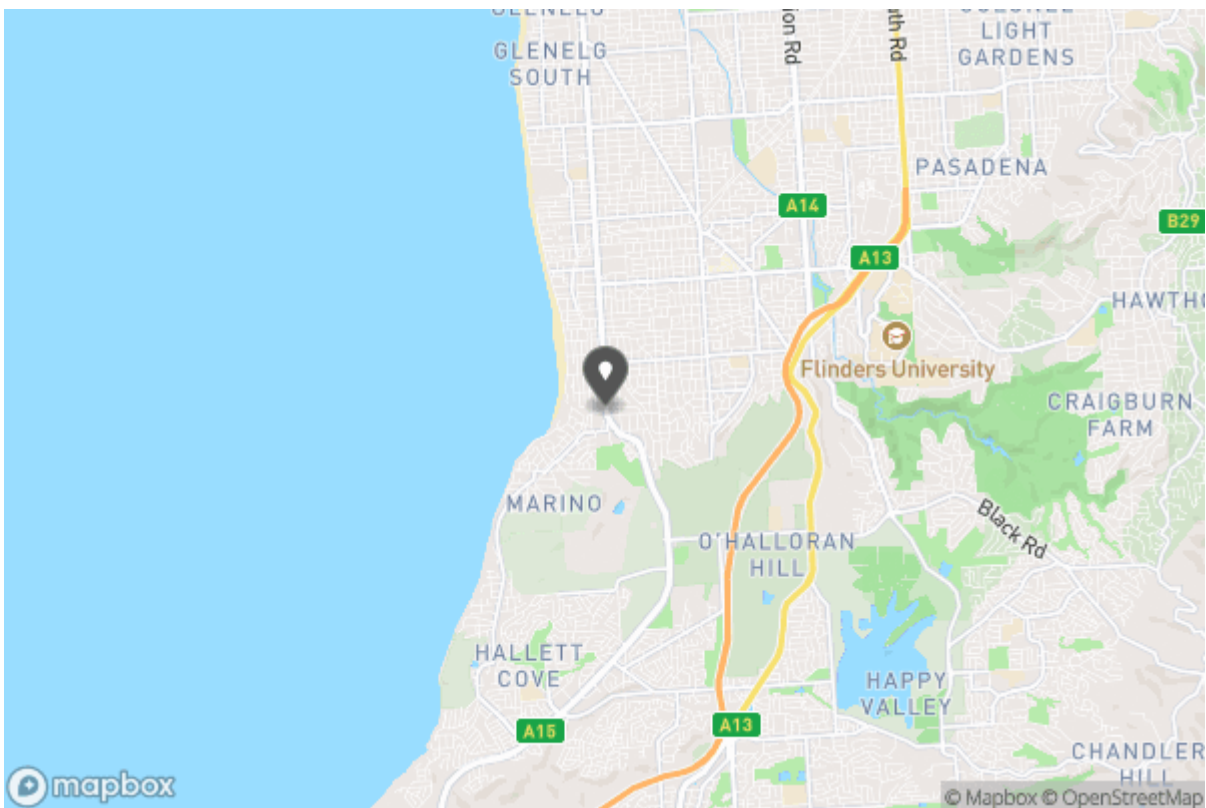 GLENELG
GLENELG
SOUTH
LIGHT
GARDENS
PASADENA
A14
B29
A13
HAWTHO
Flinders University
CRAIGBURN
FARM
MARINO
Black Rd
O'HALLORAN
HILL
HALLETT
COVE
HAPPY
VALLEY
A15
A13
CHANDLER
HILL
mapbox
© Mapbox © OpenStreetMap